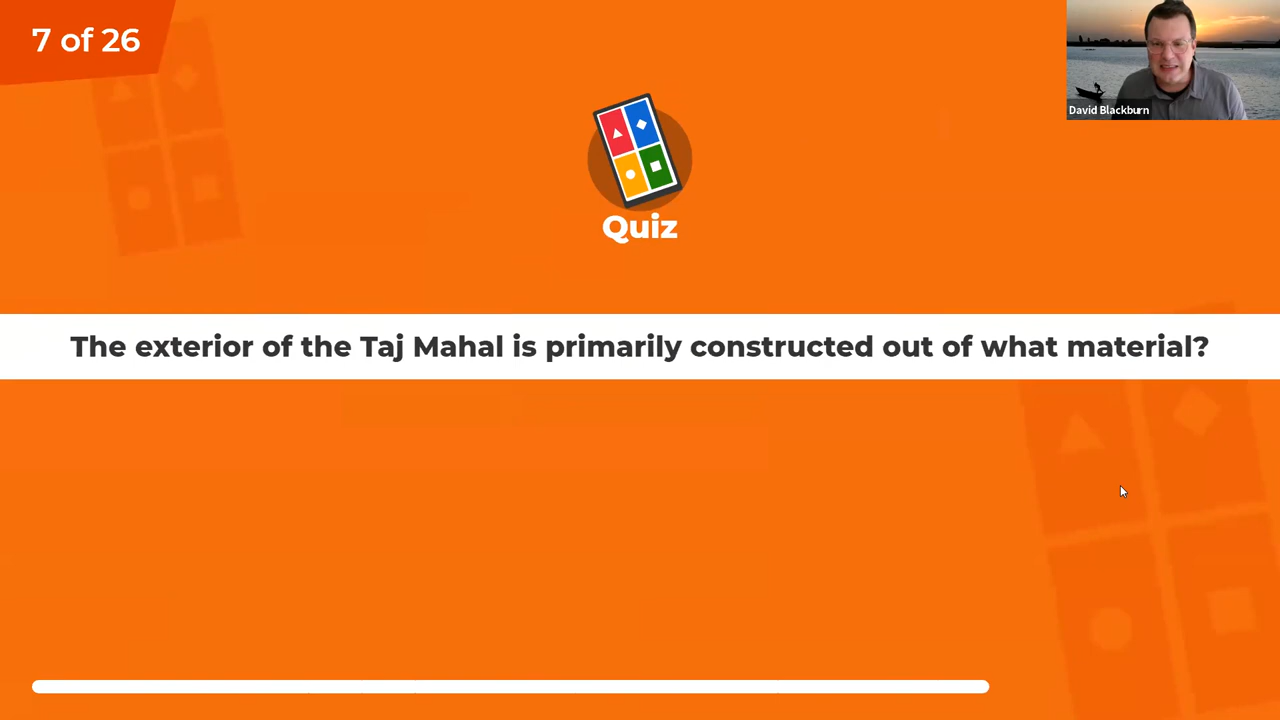 7 of 26
David Blackburn
Quiz
The exterior of the Taj Mahal is primarily constructed out of what material?